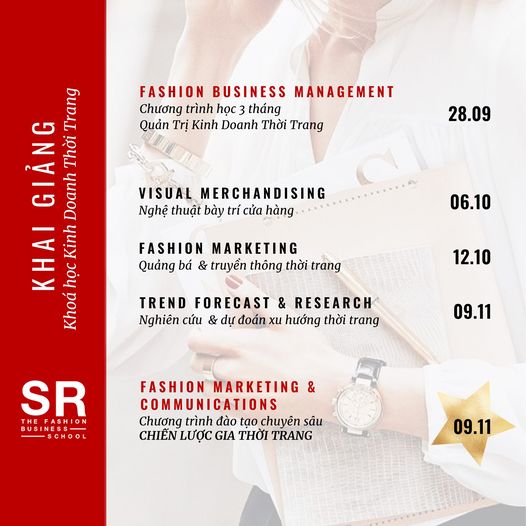 KHAI GIẢNG
Khoá học Kinh Doanh Thời Trang
FASHION BUSINESS MANAGEMENT
Chương trình học 3 tháng
Quản Trị Kinh Doanh Thời Trang
28.09
VISUAL MERCHANDISING
Nghệ thuật bày trí cửa hàng
06.10
FASHION MARKETING
Quảng bá & truyền thông thời trang
12.10
TREND FORECAST & RESEARCH
Nghiên cứu & dự đoán xu hướng thời trang
09.11
FASHION MARKETING &
COMMUNICATIONS
Chương trình đào tạo chuyên sâu
CHIẾN LƯỢC GIA THỜI TRANG
09.11
SR
THE FASHION
BUSINESS
SCHOOL